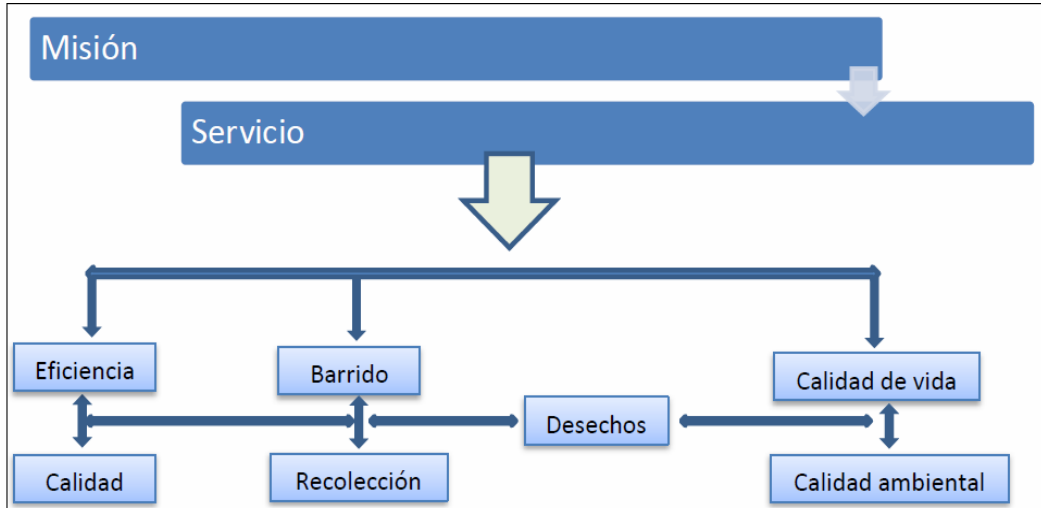 Misión
Servicio
Eficiencia
Barrido
Calidad de vida
Desechos
Calidad
Recolección
Calidad ambiental